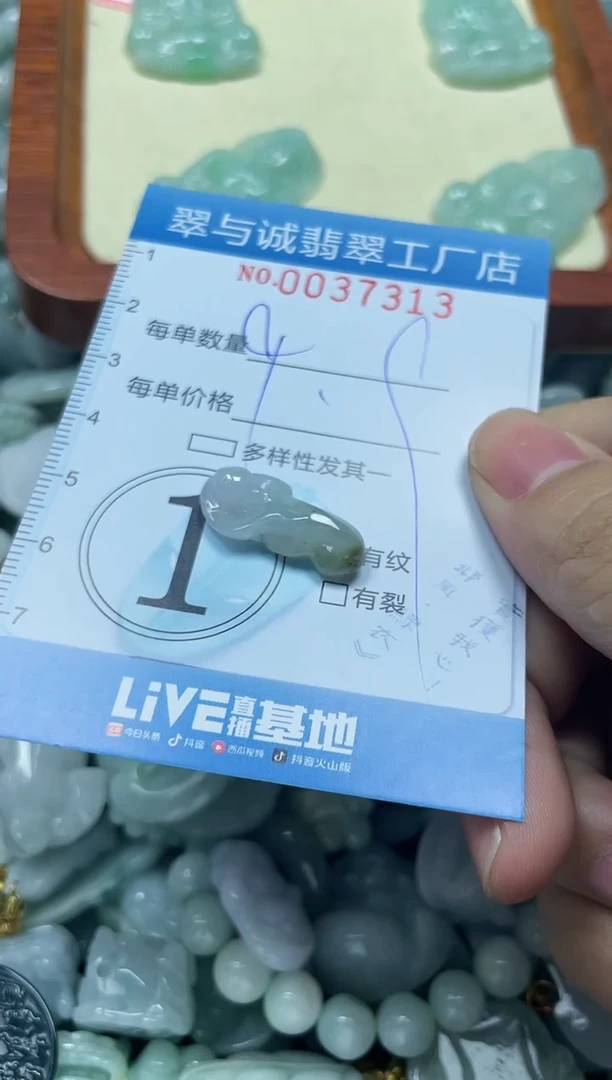 翠与诚翡翠工厂店
NO.0037313
1
2
每单数量
3
每单价格
4
多样性发其一
5
1
有纹
6
有裂
7
LiVE直播基地
今日头条 抖音 西瓜视频 抖音火山版